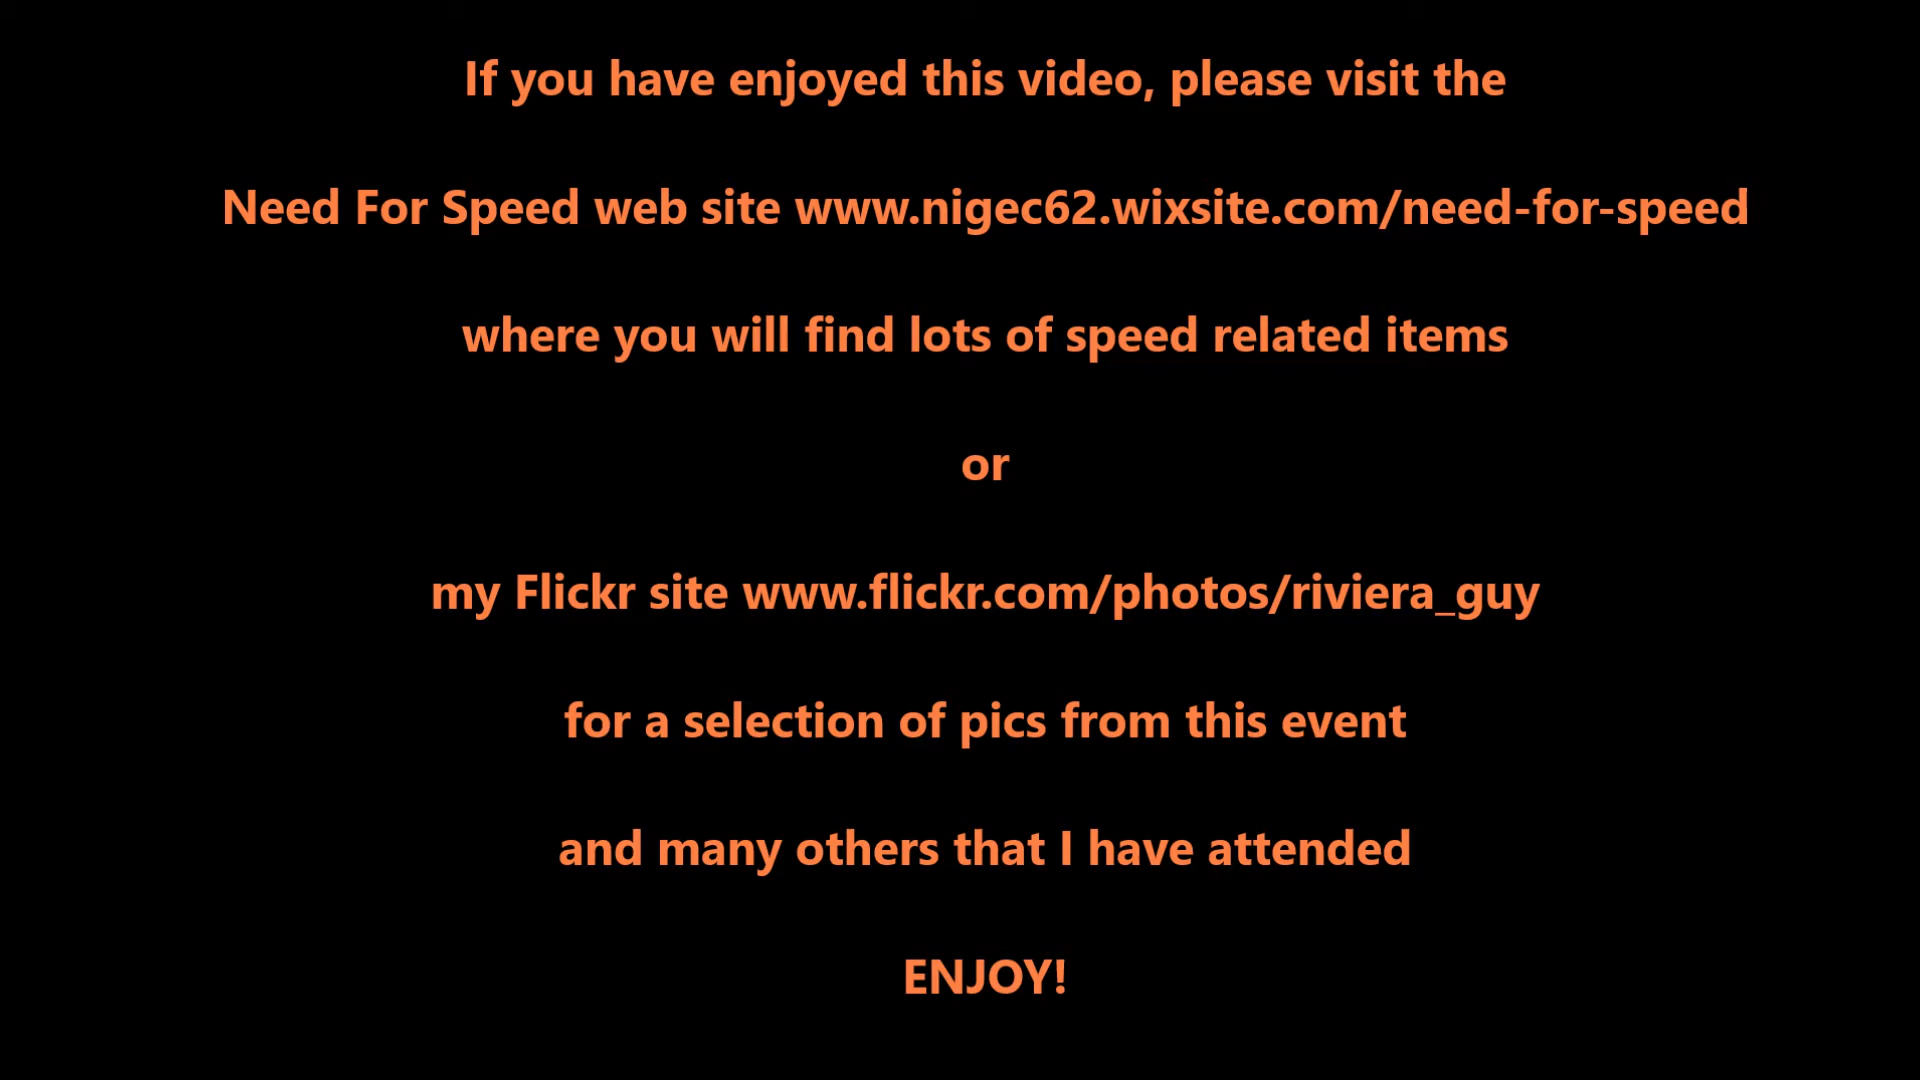 If you have enjoyed this video, please visit the
Need For Speed web site www.nigec62.wixsite.com/need-for-speed
where you will find lots of speed related items
or
my Flickr site www.flickr.com/photos/riviera_guy
for a selection of pics from this event
and many others that I have attended
ENJOY!